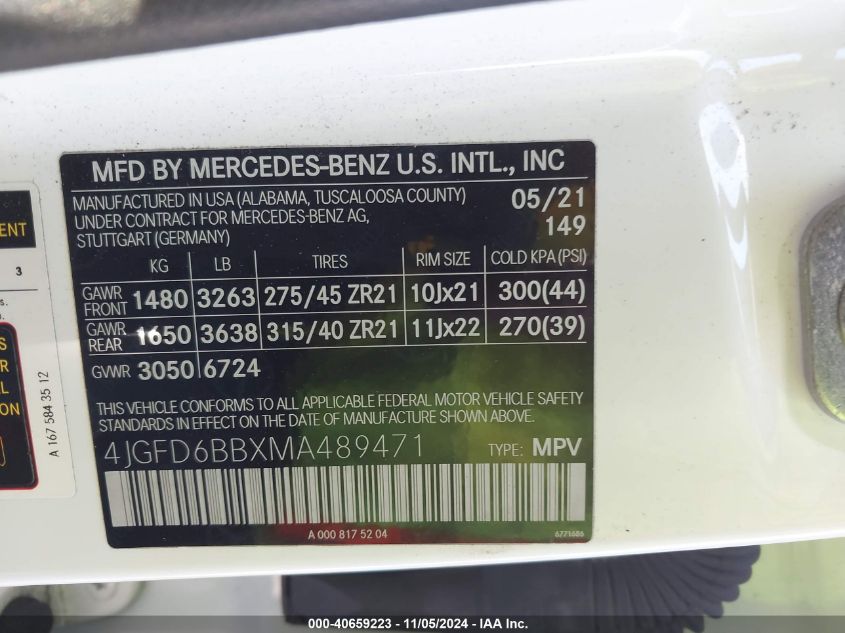 MFD BY MERCEDES-BENZ U.S. INTL., INC
MANUFACTURED IN USA (ALABAMA, TUSCALOOSA COUNTY) 05/21
UNDER CONTRACT FOR MERCEDES-BENZ AG, 149
STUTTGART (GERMANY)
KG LB TIRES RIM SIZE COLD KPA (PSI)
GAWR FRONT 1480 3263 275/45 ZR21 10Jx21 300(44)
GAWR REAR 1650 3638 315/40 ZR21 11Jx22 270(39)
GVWR 3050 6724
THIS VEHICLE CONFORMS TO ALL APPLICABLE FEDERAL MOTOR VEHICLE SAFETY
STANDARDS IN EFFECT ON THE DATE OF MANUFACTURE SHOWN ABOVE.
4JGFD6BBXMA489471 TYPE: MPV
A 000 817 52 04 6771686
ENT
3
s.
S
R
L
ION
A 167 584 35 12
000-40659223 - 11/05/2024 - IAA Inc.